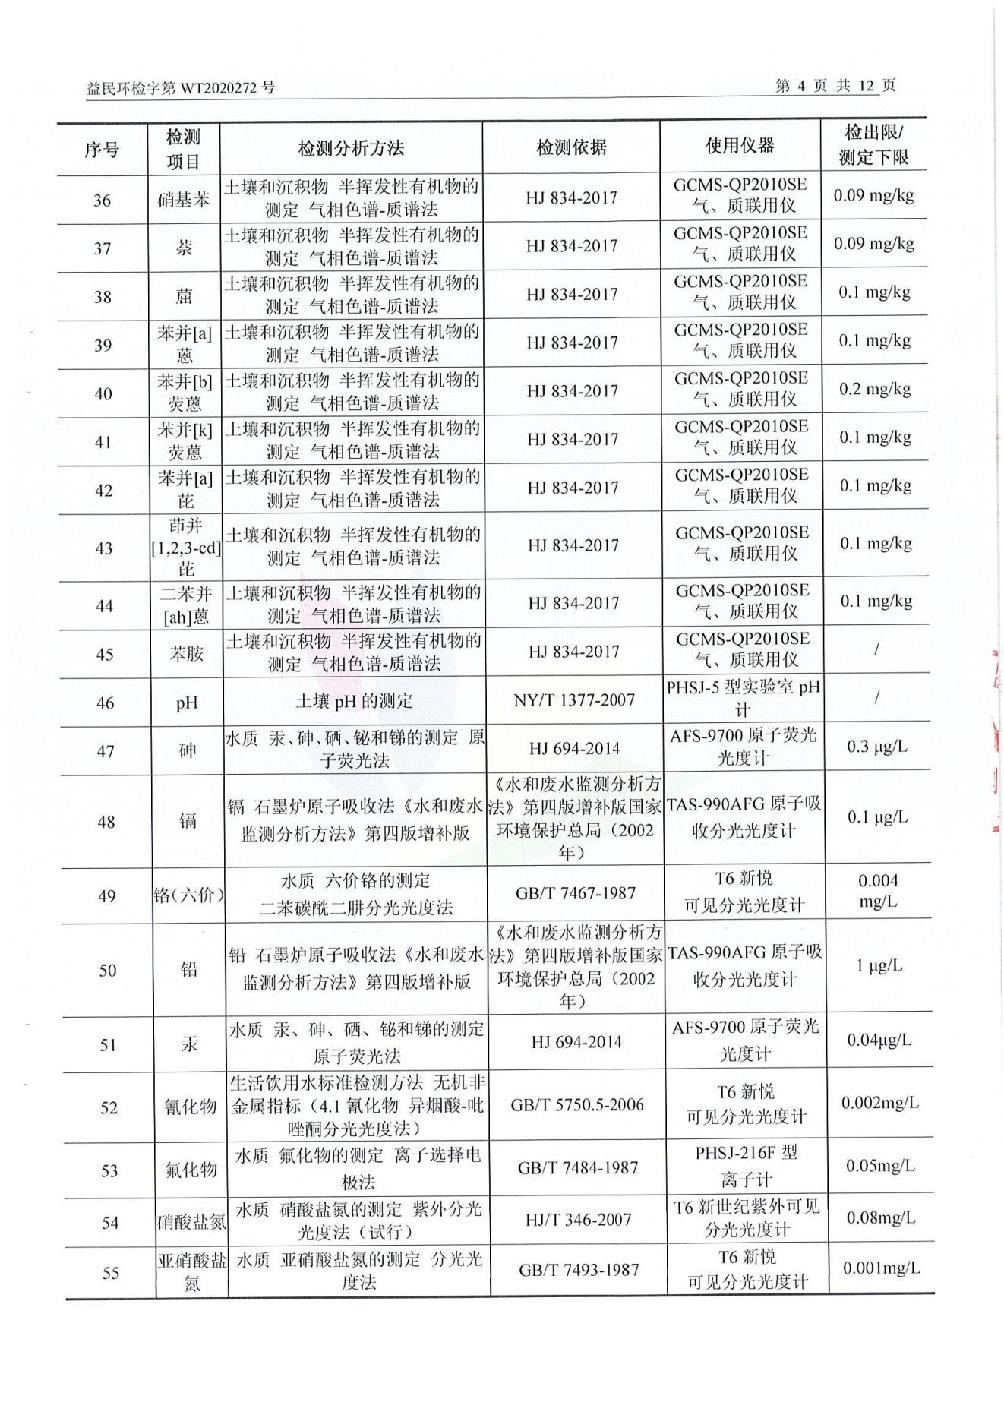 益民环检字第 WT2020272 号
第 4 页 共 12 页
序号 检测项目 检测分析方法 检测依据 使用仪器 检出限/测定下限
36 硝基苯 土壤和沉积物 半挥发性有机物的测定 气相色谱-质谱法 HJ 834-2017 GCMS-QP2010SE 气、质联用仪 0.09 mg/kg
37 萘 土壤和沉积物 半挥发性有机物的测定 气相色谱-质谱法 HJ 834-2017 GCMS-QP2010SE 气、质联用仪 0.09 mg/kg
38 䓛 土壤和沉积物 半挥发性有机物的测定 气相色谱-质谱法 HJ 834-2017 GCMS-QP2010SE 气、质联用仪 0.1 mg/kg
39 苯并[a]蒽 土壤和沉积物 半挥发性有机物的测定 气相色谱-质谱法 HJ 834-2017 GCMS-QP2010SE 气、质联用仪 0.1 mg/kg
40 苯并[b]荧蒽 土壤和沉积物 半挥发性有机物的测定 气相色谱-质谱法 HJ 834-2017 GCMS-QP2010SE 气、质联用仪 0.2 mg/kg
41 苯并[k]荧蒽 土壤和沉积物 半挥发性有机物的测定 气相色谱-质谱法 HJ 834-2017 GCMS-QP2010SE 气、质联用仪 0.1 mg/kg
42 苯并[a]芘 土壤和沉积物 半挥发性有机物的测定 气相色谱-质谱法 HJ 834-2017 GCMS-QP2010SE 气、质联用仪 0.1 mg/kg
43 茚并[1,2,3-cd]芘 土壤和沉积物 半挥发性有机物的测定 气相色谱-质谱法 HJ 834-2017 GCMS-QP2010SE 气、质联用仪 0.1 mg/kg
44 二苯并[ah]蒽 土壤和沉积物 半挥发性有机物的测定 气相色谱-质谱法 HJ 834-2017 GCMS-QP2010SE 气、质联用仪 0.1 mg/kg
45 苯胺 土壤和沉积物 半挥发性有机物的测定 气相色谱-质谱法 HJ 834-2017 GCMS-QP2010SE 气、质联用仪 /
46 pH 土壤 pH 的测定 NY/T 1377-2007 PHSJ-5 型实验室 pH 计 /
47 砷 水质 汞、砷、硒、铋和锑的测定 原子荧光法 HJ 694-2014 AFS-9700 原子荧光光度计 0.3 μg/L
48 镉 镉 石墨炉原子吸收法《水和废水监测分析方法》第四版增补版 《水和废水监测分析方法》第四版增补版国家环境保护总局（2002年） TAS-990AFG 原子吸收分光光度计 0.1 μg/L
49 铬（六价） 水质 六价铬的测定 二苯碳酰二肼分光光度法 GB/T 7467-1987 T6 新悦 可见分光光度计 0.004 mg/L
50 铅 铅 石墨炉原子吸收法《水和废水监测分析方法》第四版增补版 《水和废水监测分析方法》第四版增补版国家环境保护总局（2002年） TAS-990AFG 原子吸收分光光度计 1 μg/L
51 汞 水质 汞、砷、硒、铋和锑的测定 原子荧光法 HJ 694-2014 AFS-9700 原子荧光光度计 0.04μg/L
52 氰化物 生活饮用水标准检测方法 无机非金属指标（4.1 氰化物 异烟酸-吡唑酮分光光度法） GB/T 5750.5-2006 T6 新悦 可见分光光度计 0.002mg/L
53 氟化物 水质 氟化物的测定 离子选择电极法 GB/T 7484-1987 PHSJ-216F 型 离子计 0.05mg/L
54 硝酸盐氮 水质 硝酸盐氮的测定 紫外分光光度法（试行） HJ/T 346-2007 T6 新世纪紫外可见分光光度计 0.08mg/L
55 亚硝酸盐氮 水质 亚硝酸盐氮的测定 分光光度法 GB/T 7493-1987 T6 新悦 可见分光光度计 0.001mg/L